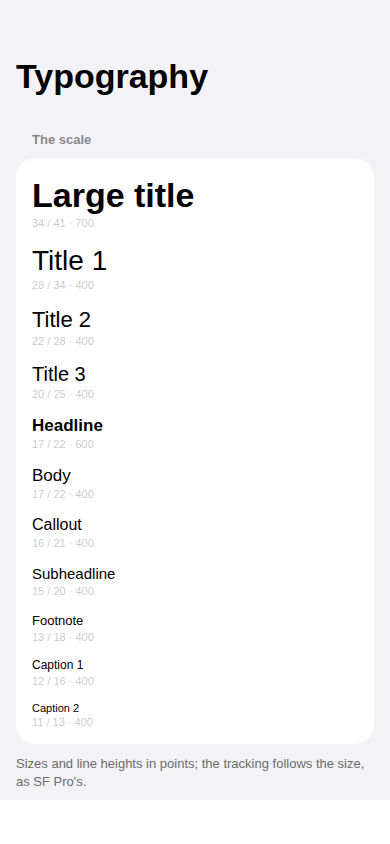 Typography
The scale
Large title
34 / 41 · 700
Title 1
28 / 34 · 400
Title 2
22 / 28 · 400
Title 3
20 / 25 · 400
Headline
17 / 22 · 600
Body
17 / 22 · 400
Callout
16 / 21 · 400
Subheadline
15 / 20 · 400
Footnote
13 / 18 · 400
Caption 1
12 / 16 · 400
Caption 2
11 / 13 · 400
Sizes and line heights in points; the tracking follows the size,
as SF Pro's.